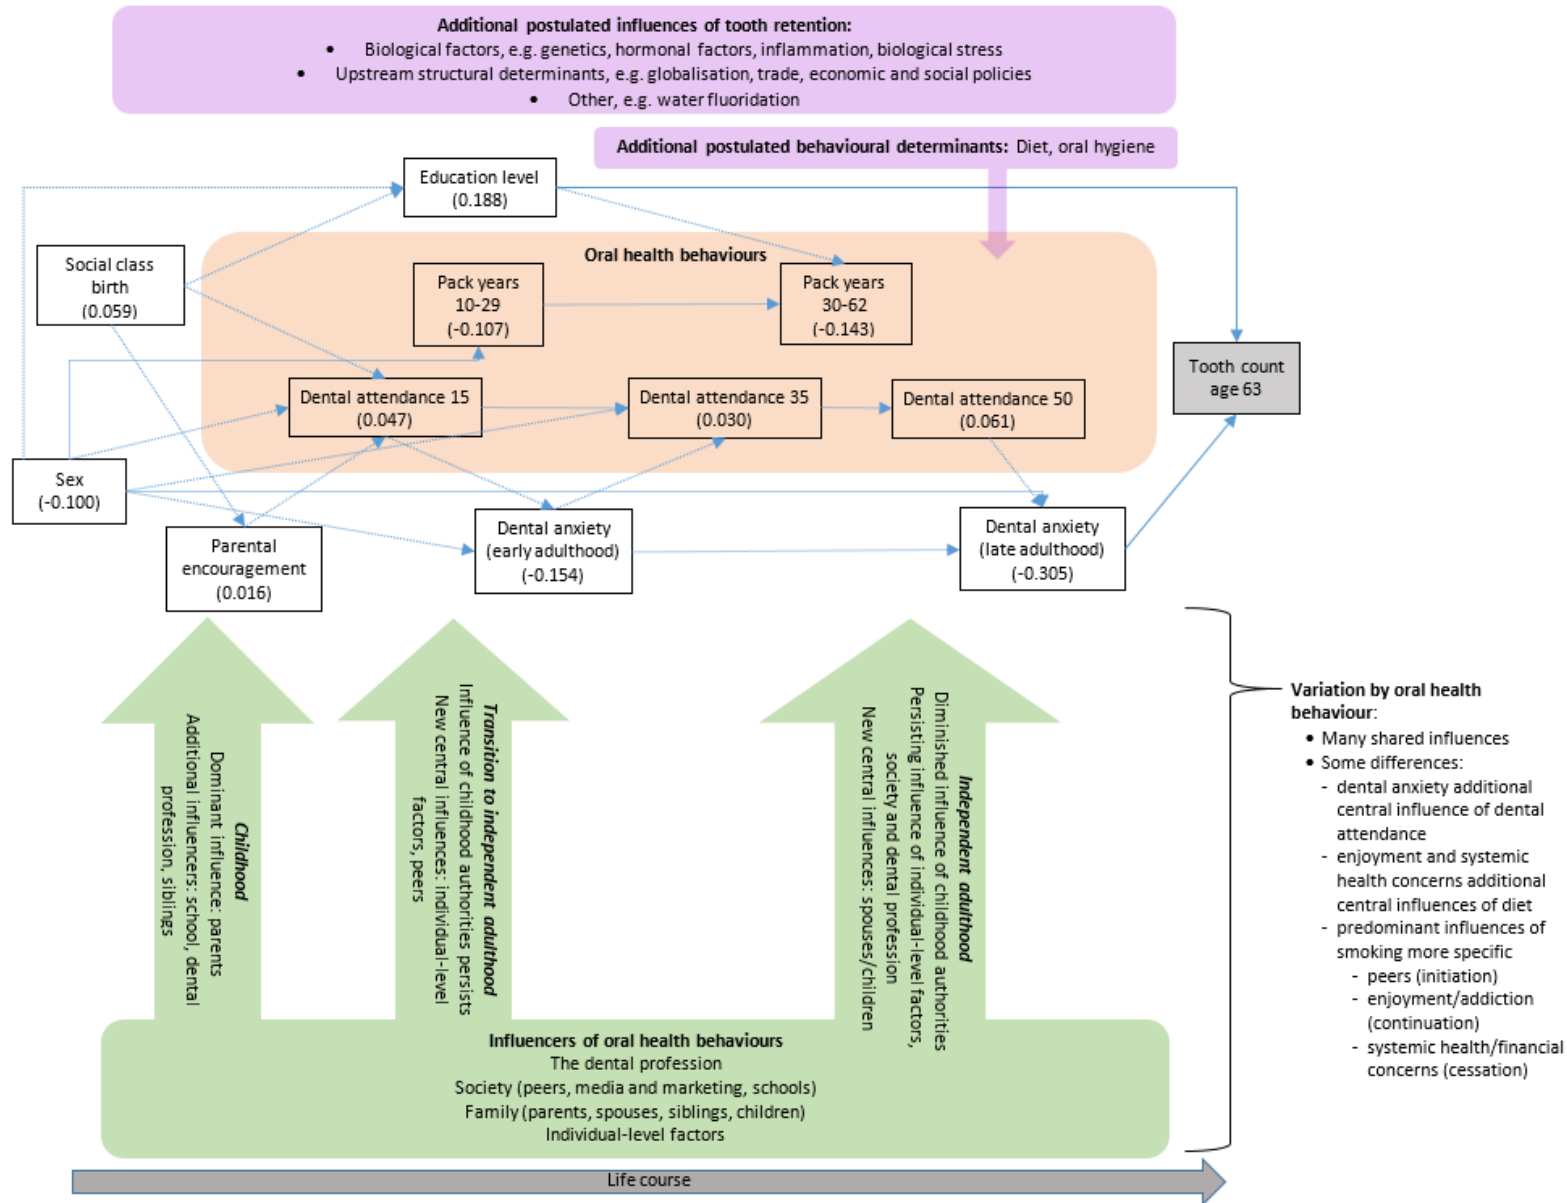 Additional postulated influences of tooth retention:
• Biological factors, e.g. genetics, hormonal factors, inflammation, biological stress
• Upstream structural determinants, e.g. globalisation, trade, economic and social policies
• Other, e.g. water fluoridation
Additional postulated behavioural determinants: Diet, oral hygiene
Education level
(0.188)
Oral health behaviours
Social class
birth
(0.059)
Pack years
10-29
(-0.107)
Pack years
30-62
(-0.143)
Tooth count
age 63
Dental attendance 15
(0.047)
Dental attendance 35
(0.030)
Dental attendance 50
(0.061)
Sex
(-0.100)
Parental
encouragement
(0.016)
Dental anxiety
(early adulthood)
(-0.154)
Dental anxiety
(late adulthood)
(-0.305)
Childhood
Dominant influence: parents
Additional influencers: school, dental
profession, siblings
Transition to independent adulthood
Influence of childhood authorities persists
New central influences: individual-level
factors, peers
Independent adulthood
Diminished influence of childhood authorities
Persisting influence of individual-level factors,
society and dental profession
New central influences: spouses/children
Variation by oral health
behaviour:
• Many shared influences
• Some differences:
- dental anxiety additional
central influence of dental
attendance
- enjoyment and systemic
health concerns additional
central influences of diet
- predominant influences of
smoking more specific
- peers (initiation)
- enjoyment/addiction
(continuation)
- systemic health/financial
concerns (cessation)
Influencers of oral health behaviours
The dental profession
Society (peers, media and marketing, schools)
Family (parents, spouses, siblings, children)
Individual-level factors
Life course